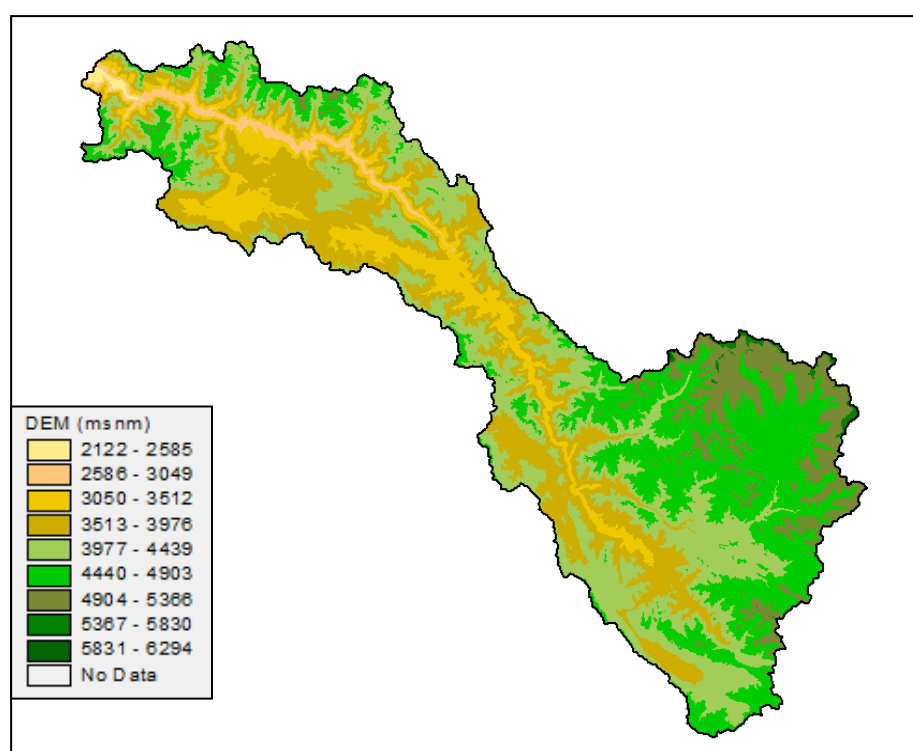 DEM (msnm)
2122 - 2585
2586 - 3049
3050 - 3512
3513 - 3976
3977 - 4439
4440 - 4903
4904 - 5366
5367 - 5830
5831 - 6294
No Data